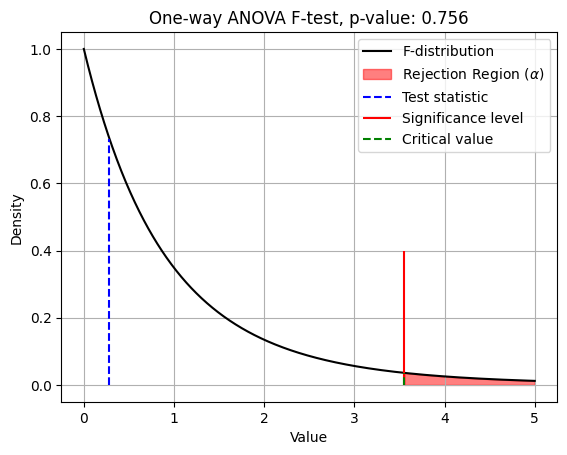 One-way ANOVA F-test, p-value: 0.756
F-distribution
Rejection Region (α)
Test statistic
Significance level
Critical value
1.0
0.8
0.6
0.4
0.2
0.0
Density
0 1 2 3 4 5
Value